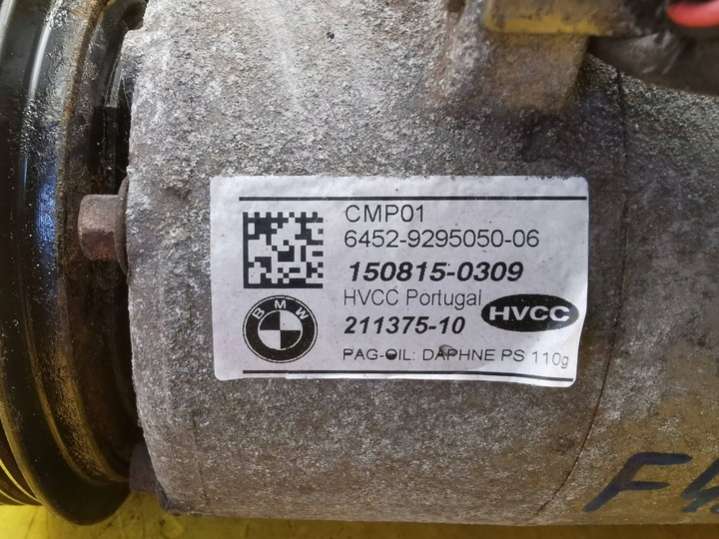 CMP01
6452-9295050-06
150815-0309
HVCC Portugal
HVCC
BMW
211375-10
PAG-OIL: DAPHNE PS 110g